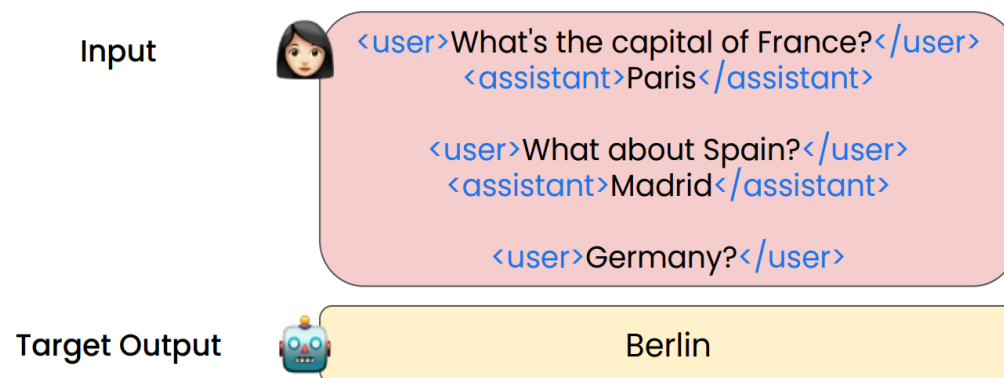 Input
<user>What's the capital of France?</user>
<assistant>Paris</assistant>
<user>What about Spain?</user>
<assistant>Madrid</assistant>
<user>Germany?</user>
Target Output
Berlin